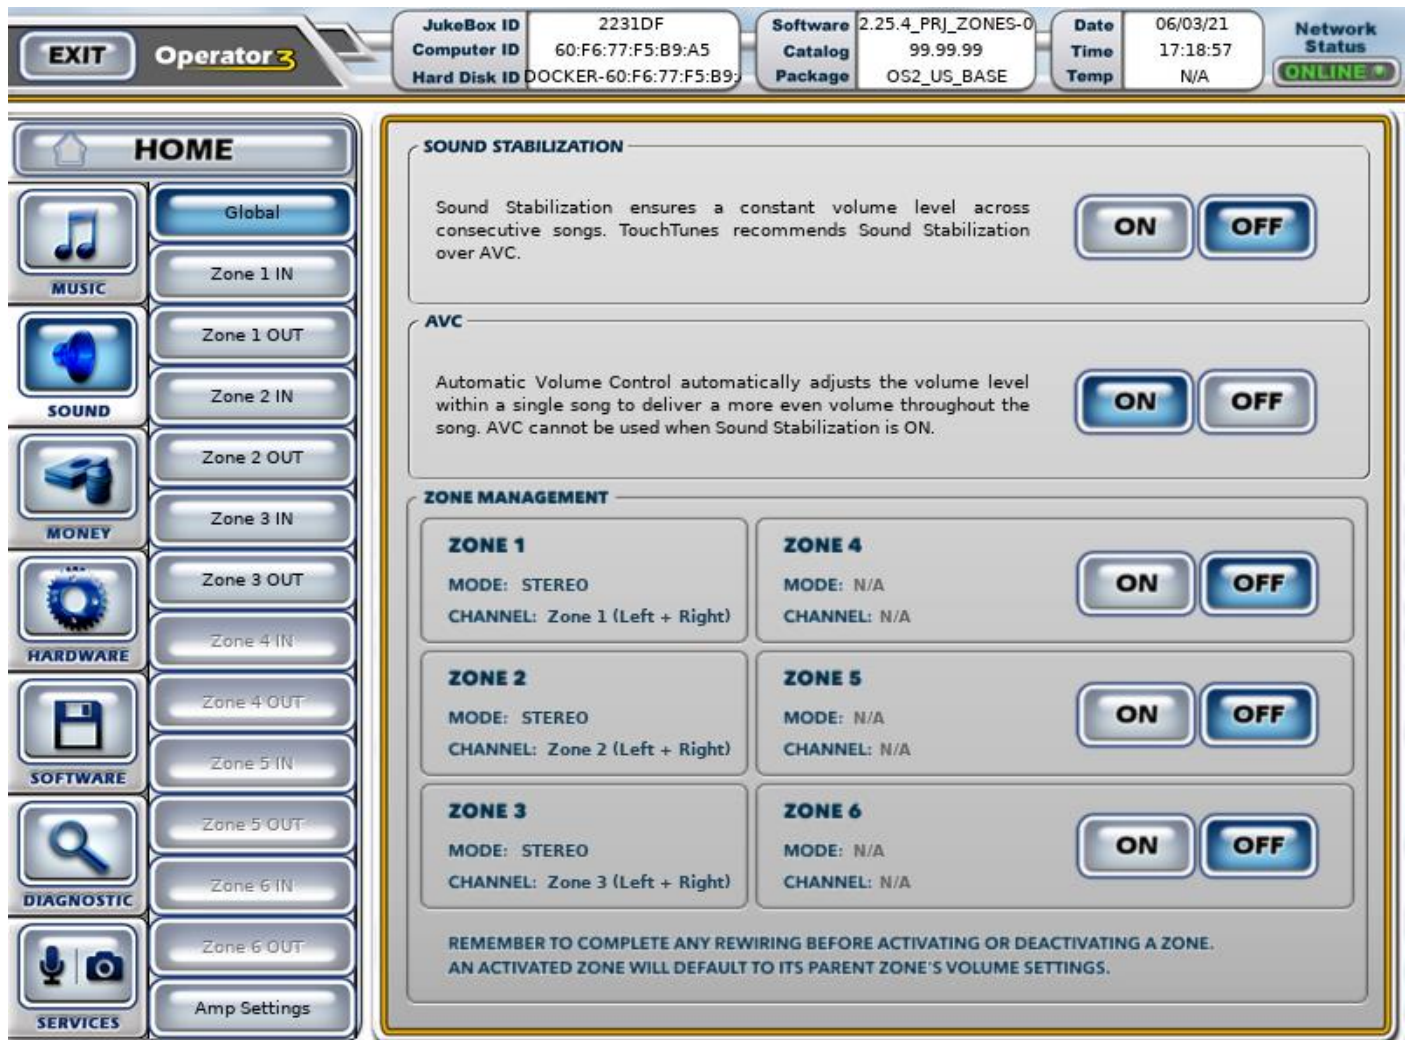 EXIT
Operator 3
JukeBox ID 2231DF
Computer ID 60:F6:77:F5:B9:A5
Hard Disk ID DOCKER-60:F6:77:F5:B9:
Software 2.25.4_PRJ_ZONES-0
Catalog 99.99.99
Package OS2_US_BASE
Date 06/03/21
Time 17:18:57
Temp N/A
Network
Status
ONLINE
HOME
MUSIC
SOUND
MONEY
HARDWARE
SOFTWARE
DIAGNOSTIC
SERVICES
Global
Zone 1 IN
Zone 1 OUT
Zone 2 IN
Zone 2 OUT
Zone 3 IN
Zone 3 OUT
Zone 4 IN
Zone 4 OUT
Zone 5 IN
Zone 5 OUT
Zone 6 IN
Zone 6 OUT
Amp Settings
SOUND STABILIZATION
Sound Stabilization ensures a constant volume level across
consecutive songs. TouchTunes recommends Sound Stabilization
over AVC.
ON OFF
AVC
Automatic Volume Control automatically adjusts the volume level
within a single song to deliver a more even volume throughout the
song. AVC cannot be used when Sound Stabilization is ON.
ON OFF
ZONE MANAGEMENT
ZONE 1
MODE: STEREO
CHANNEL: Zone 1 (Left + Right)
ZONE 4
MODE: N/A
CHANNEL: N/A
ON OFF
ZONE 2
MODE: STEREO
CHANNEL: Zone 2 (Left + Right)
ZONE 5
MODE: N/A
CHANNEL: N/A
ON OFF
ZONE 3
MODE: STEREO
CHANNEL: Zone 3 (Left + Right)
ZONE 6
MODE: N/A
CHANNEL: N/A
ON OFF
REMEMBER TO COMPLETE ANY REWIRING BEFORE ACTIVATING OR DEACTIVATING A ZONE.
AN ACTIVATED ZONE WILL DEFAULT TO ITS PARENT ZONE'S VOLUME SETTINGS.